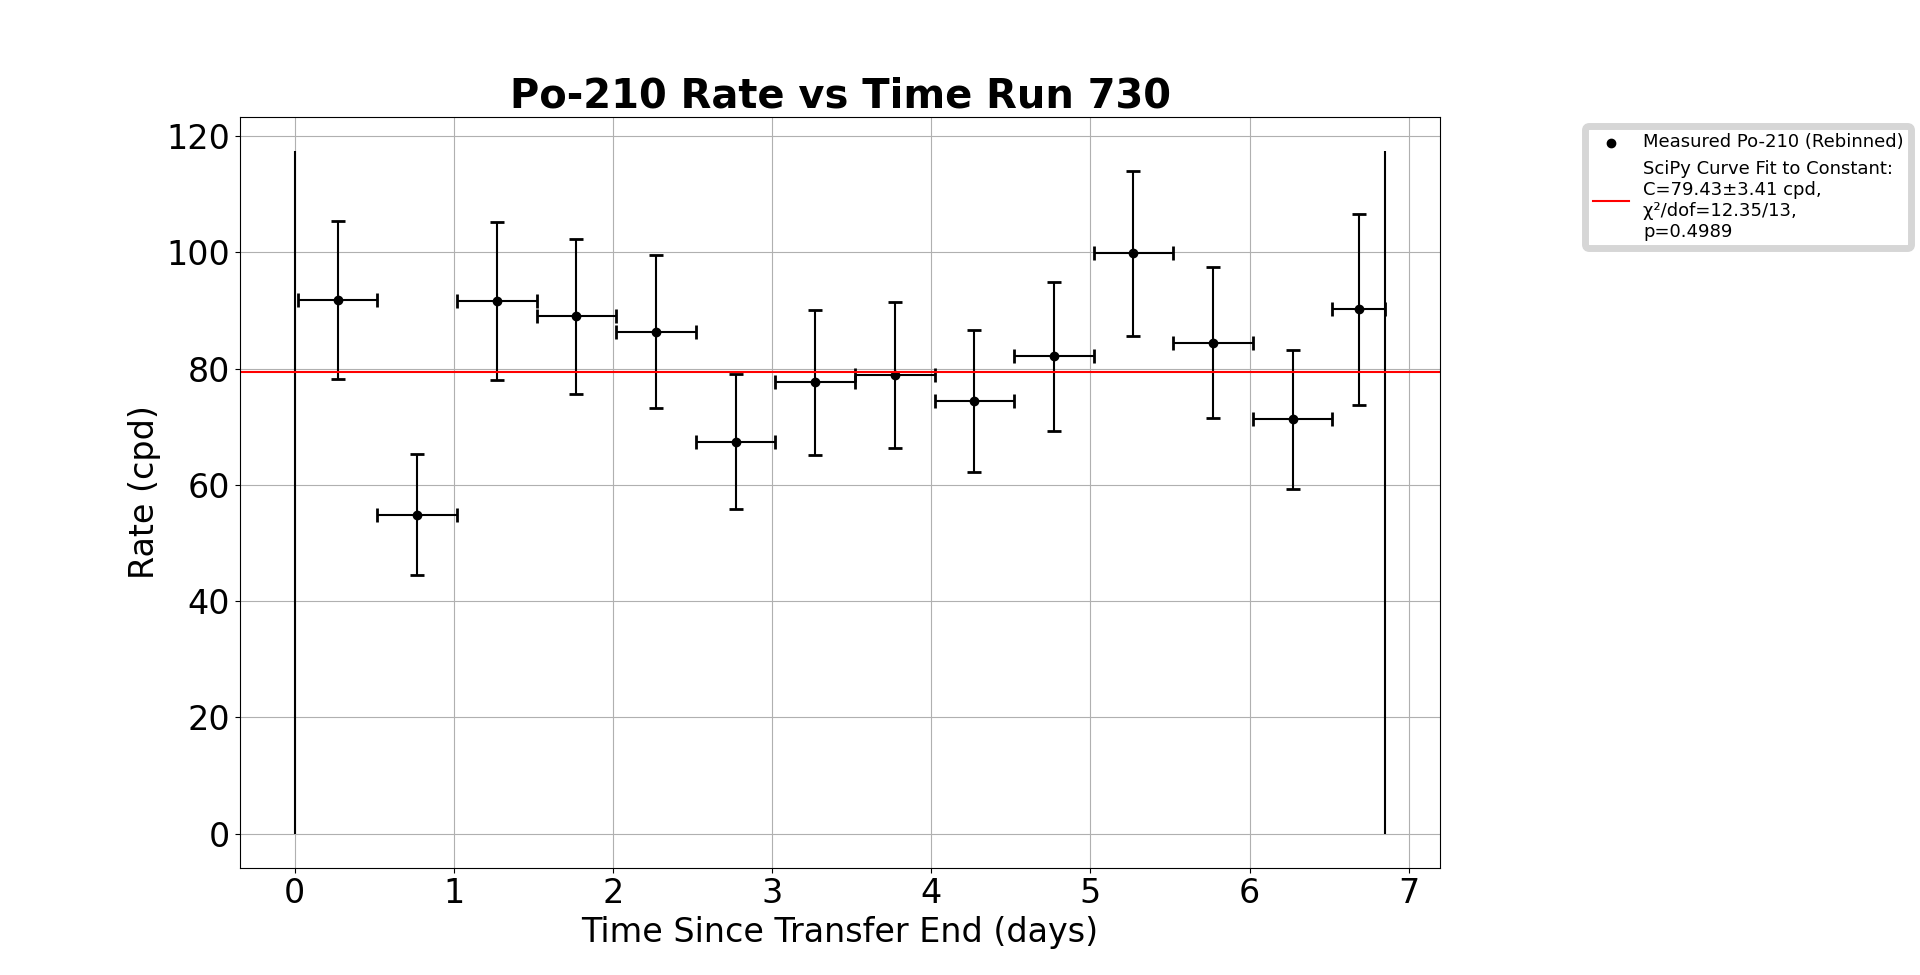 Po-210 Rate vs Time Run 730
120
100
80
60
40
20
0
Rate (cpd)
0 1 2 3 4 5 6 7
Time Since Transfer End (days)
Measured Po-210 (Rebinned)
SciPy Curve Fit to Constant:
C=79.43±3.41 cpd,
χ²/dof=12.35/13,
p=0.4989